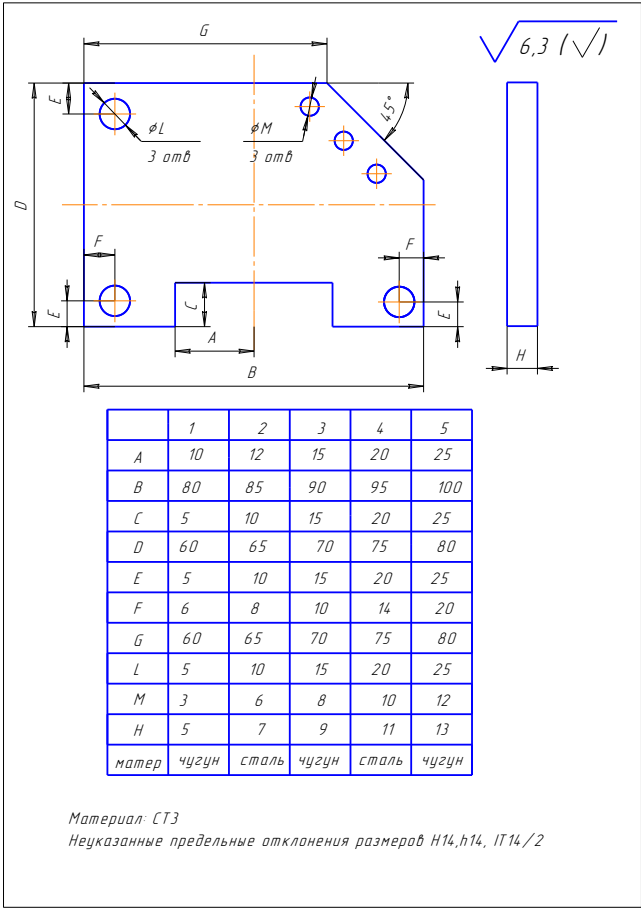 G
6,3 (√)
E
øL
3 отв
øM
3 отв
45°
D
F
F
E
C
E
A
B
H
1 2 3 4 5
A 10 12 15 20 25
B 80 85 90 95 100
C 5 10 15 20 25
D 60 65 70 75 80
E 5 10 15 20 25
F 6 8 10 14 20
G 60 65 70 75 80
L 5 10 15 20 25
M 3 6 8 10 12
H 5 7 9 11 13
матер чугун сталь чугун сталь чугун
Материал: СТ3
Неуказанные предельные отклонения размеров H14,h14, IT14/2